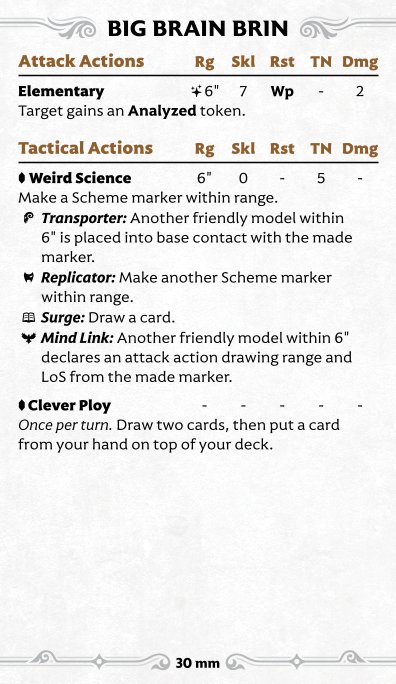 BIG BRAIN BRIN
Attack Actions Rg Skl Rst TN Dmg
Elementary 6" 7 Wp - 2
Target gains an Analyzed token.
Tactical Actions Rg Skl Rst TN Dmg
Weird Science 6" 0 - 5 -
Make a Scheme marker within range.
Transporter: Another friendly model within
6" is placed into base contact with the made
marker.
Replicator: Make another Scheme marker
within range.
Surge: Draw a card.
Mind Link: Another friendly model within 6"
declares an attack action drawing range and
LoS from the made marker.
Clever Ploy - - - - -
Once per turn. Draw two cards, then put a card
from your hand on top of your deck.
30 mm